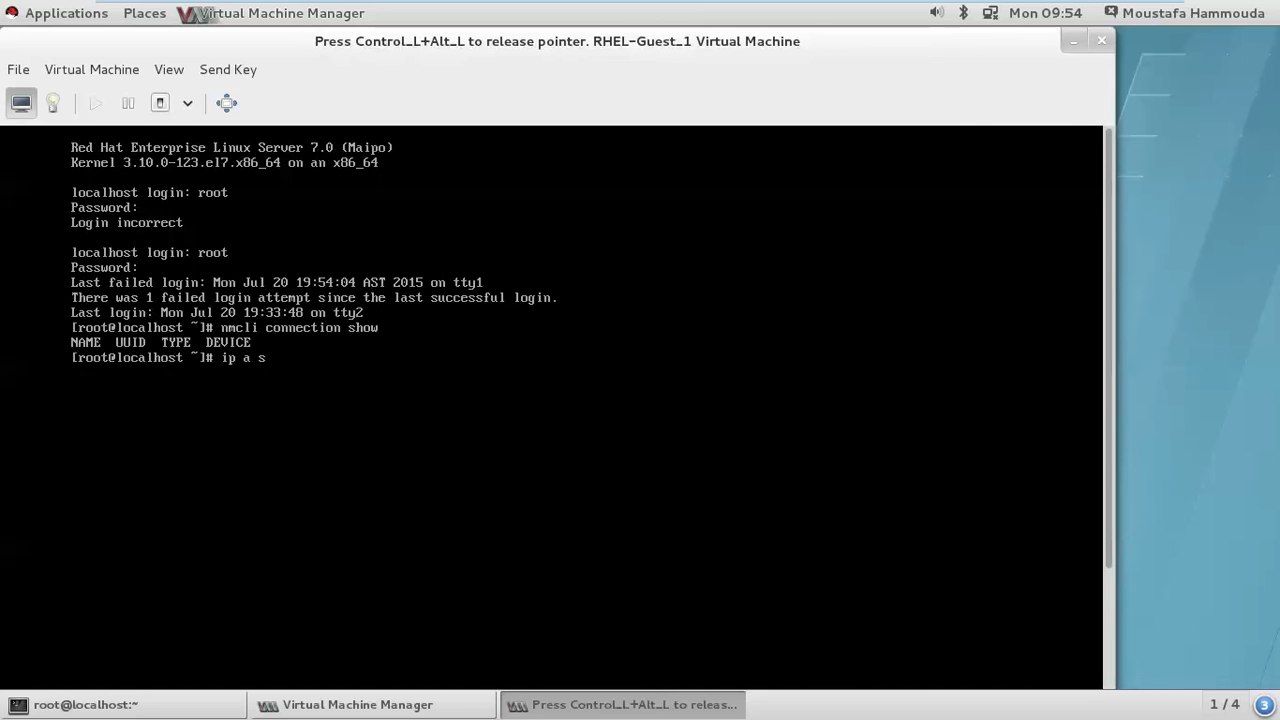 Applications Places Virtual Machine Manager Mon 09:54 Moustafa Hammouda
Press Control_L+Alt_L to release pointer. RHEL-Guest_1 Virtual Machine
File Virtual Machine View Send Key
Red Hat Enterprise Linux Server 7.0 (Maipo)
Kernel 3.10.0-123.el7.x86_64 on an x86_64
localhost login: root
Password:
Login incorrect
localhost login: root
Password:
Last failed login: Mon Jul 20 19:54:04 AST 2015 on tty1
There was 1 failed login attempt since the last successful login.
Last login: Mon Jul 20 19:33:48 on tty2
[root@localhost ~]# nmcli connection show
NAME  UUID  TYPE  DEVICE
[root@localhost ~]# ip a s
root@localhost:~ Virtual Machine Manager Press Control_L+Alt_L to releas... 1 / 4 3